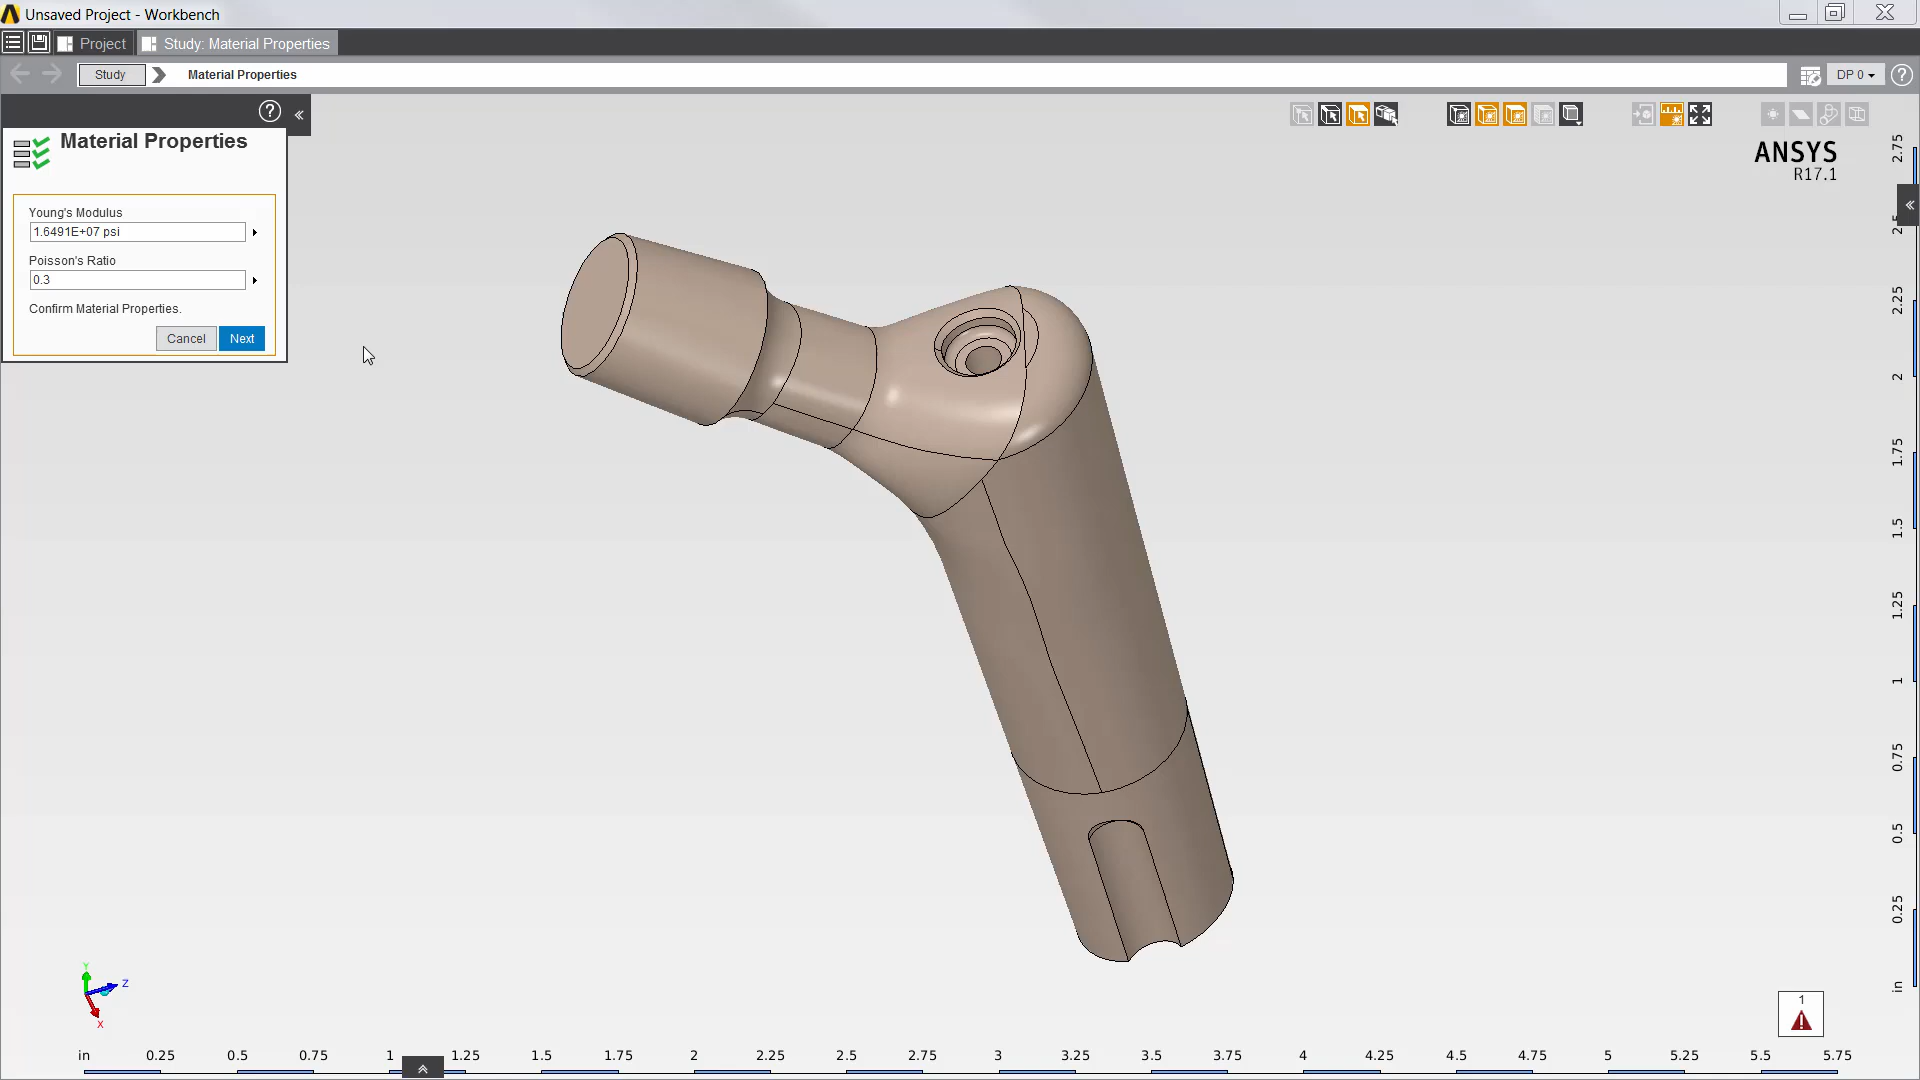 Unsaved Project - Workbench
Project
Study: Material Properties
Study
Material Properties
DP 0
?
?
Material Properties
Young's Modulus
1.6491E+07 psi
Poisson's Ratio
0.3
Confirm Material Properties.
Cancel
Next
ANSYS
R17.1
2.75
2.5
2.25
2
1.75
1.5
1.25
1
0.75
0.5
0.25
in
Y
Z
X
1
in 0.25 0.5 0.75 1 1.25 1.5 1.75 2 2.25 2.5 2.75 3 3.25 3.5 3.75 4 4.25 4.5 4.75 5 5.25 5.5 5.75